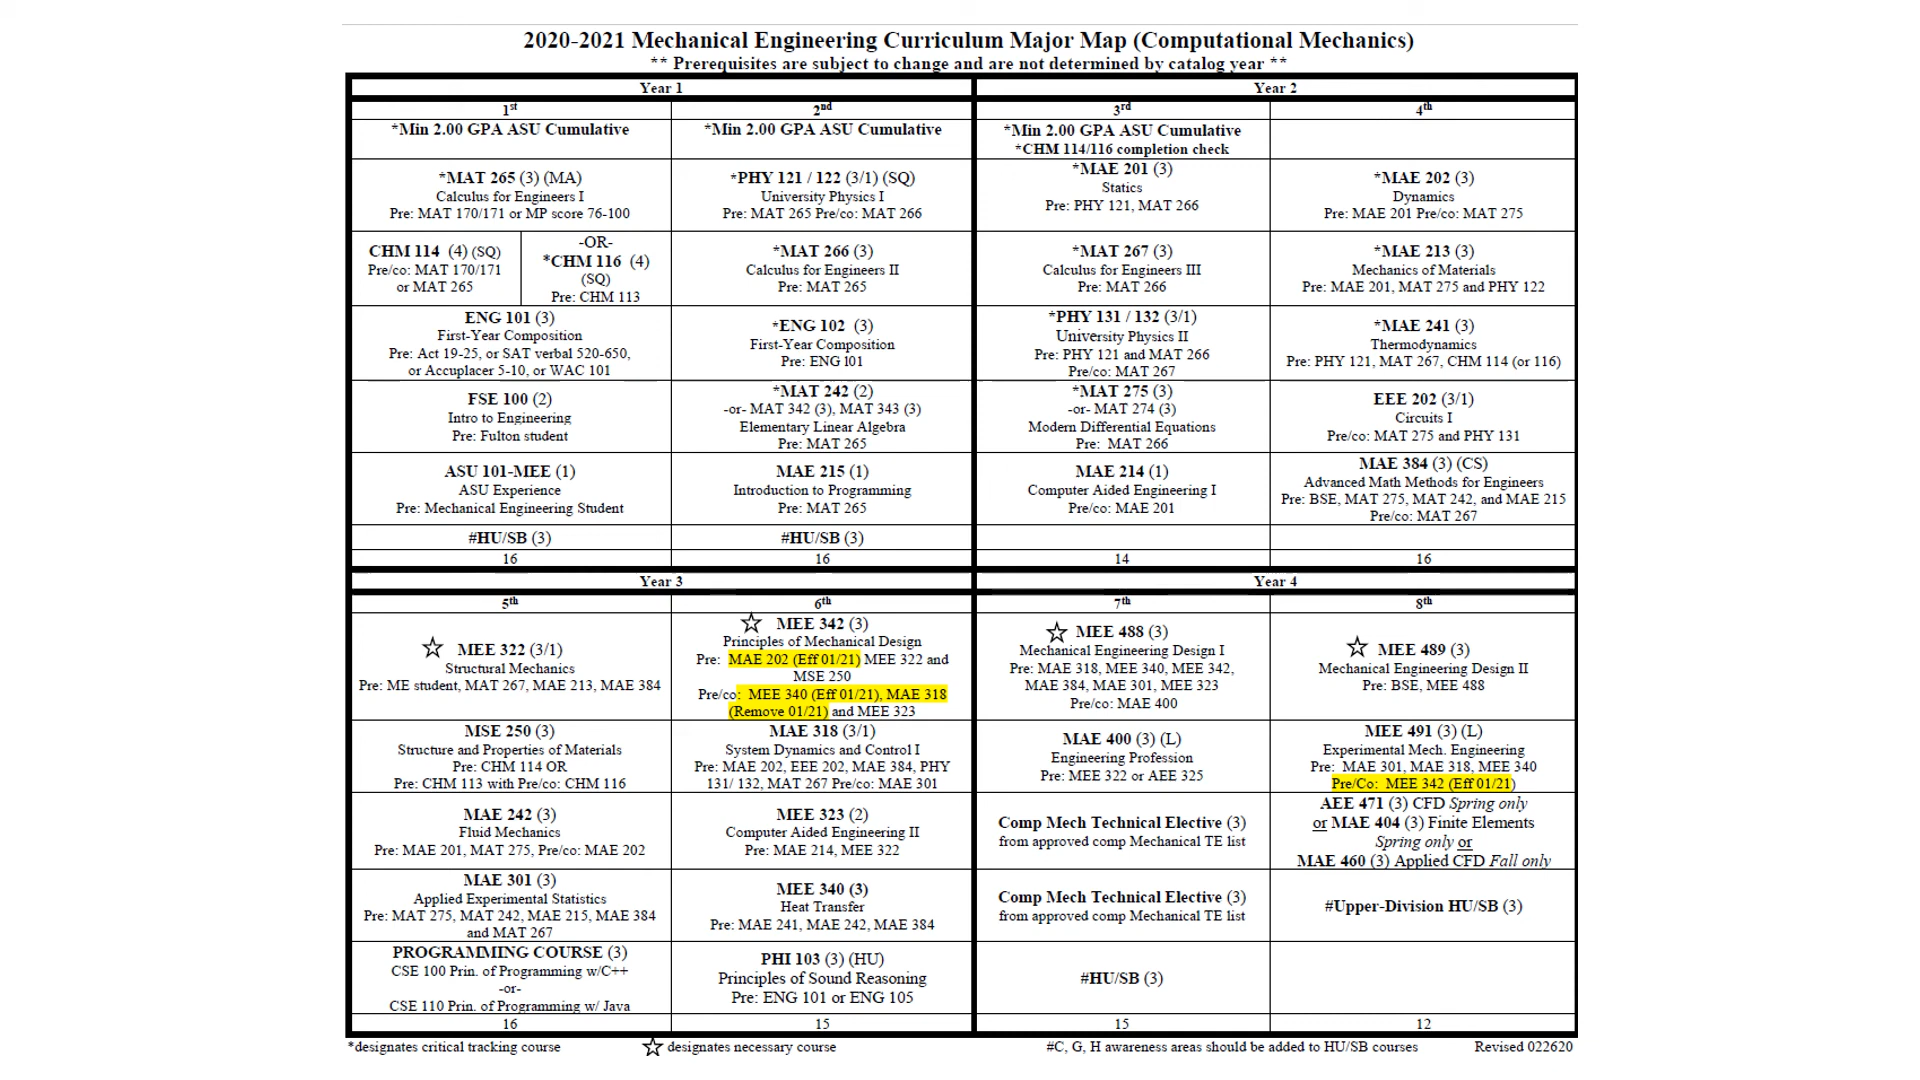 2020-2021 Mechanical Engineering Curriculum Major Map (Computational Mechanics)
** Prerequisites are subject to change and are not determined by catalog year **
Year 1
1st
2nd
*Min 2.00 GPA ASU Cumulative
*Min 2.00 GPA ASU Cumulative
*MAT 265 (3) (MA)
Calculus for Engineers I
Pre: MAT 170/171 or MP score 76-100
*PHY 121 / 122 (3/1) (SQ)
University Physics I
Pre: MAT 265 Pre/co: MAT 266
CHM 114 (4) (SQ)
Pre/co: MAT 170/171
or MAT 265
-OR-
*CHM 116 (4)
(SQ)
Pre: CHM 113
*MAT 266 (3)
Calculus for Engineers II
Pre: MAT 265
ENG 101 (3)
First-Year Composition
Pre: Act 19-25, or SAT verbal 520-650,
or Accuplacer 5-10, or WAC 101
*ENG 102 (3)
First-Year Composition
Pre: ENG 101
FSE 100 (2)
Intro to Engineering
Pre: Fulton student
*MAT 242 (2)
-or- MAT 342 (3), MAT 343 (3)
Elementary Linear Algebra
Pre: MAT 265
ASU 101-MEE (1)
ASU Experience
Pre: Mechanical Engineering Student
MAE 215 (1)
Introduction to Programming
Pre: MAT 265
#HU/SB (3)
#HU/SB (3)
16
16
Year 2
3rd
4th
*Min 2.00 GPA ASU Cumulative
*CHM 114/116 completion check
*MAE 201 (3)
Statics
Pre: PHY 121, MAT 266
*MAE 202 (3)
Dynamics
Pre: MAE 201 Pre/co: MAT 275
*MAT 267 (3)
Calculus for Engineers III
Pre: MAT 266
*MAE 213 (3)
Mechanics of Materials
Pre: MAE 201, MAT 275 and PHY 122
*PHY 131 / 132 (3/1)
University Physics II
Pre: PHY 121 and MAT 266
Pre/co: MAT 267
*MAE 241 (3)
Thermodynamics
Pre: PHY 121, MAT 267, CHM 114 (or 116)
*MAT 275 (3)
-or- MAT 274 (3)
Modern Differential Equations
Pre: MAT 266
EEE 202 (3/1)
Circuits I
Pre/co: MAT 275 and PHY 131
MAE 214 (1)
Computer Aided Engineering I
Pre/co: MAE 201
MAE 384 (3) (CS)
Advanced Math Methods for Engineers
Pre: BSE, MAT 275, MAT 242, and MAE 215
Pre/co: MAT 267
14
16
Year 3
5th
6th
☆ MEE 322 (3/1)
Structural Mechanics
Pre: ME student, MAT 267, MAE 213, MAE 384
☆ MEE 342 (3)
Principles of Mechanical Design
Pre: MAE 202 (Eff 01/21) MEE 322 and
MSE 250
Pre/co: MEE 340 (Eff 01/21), MAE 318
(Remove 01/21) and MEE 323
MSE 250 (3)
Structure and Properties of Materials
Pre: CHM 114 OR
Pre: CHM 113 with Pre/co: CHM 116
MAE 318 (3/1)
System Dynamics and Control I
Pre: MAE 202, EEE 202, MAE 384, PHY
131/ 132, MAT 267 Pre/co: MAE 301
MAE 242 (3)
Fluid Mechanics
Pre: MAE 201, MAT 275, Pre/co: MAE 202
MEE 323 (2)
Computer Aided Engineering II
Pre: MAE 214, MEE 322
MAE 301 (3)
Applied Experimental Statistics
Pre: MAT 275, MAT 242, MAE 215, MAE 384
and MAT 267
MEE 340 (3)
Heat Transfer
Pre: MAE 241, MAE 242, MAE 384
PROGRAMMING COURSE (3)
CSE 100 Prin. of Programming w/C++
-or-
CSE 110 Prin. of Programming w/ Java
PHI 103 (3) (HU)
Principles of Sound Reasoning
Pre: ENG 101 or ENG 105
16
15
Year 4
7th
8th
☆ MEE 488 (3)
Mechanical Engineering Design I
Pre: MAE 318, MEE 340, MEE 342,
MAE 384, MAE 301, MEE 323
Pre/co: MAE 400
☆ MEE 489 (3)
Mechanical Engineering Design II
Pre: BSE, MEE 488
MAE 400 (3) (L)
Engineering Profession
Pre: MEE 322 or AEE 325
MEE 491 (3) (L)
Experimental Mech. Engineering
Pre: MAE 301, MAE 318, MEE 340
Pre/Co: MEE 342 (Eff 01/21)
Comp Mech Technical Elective (3)
from approved comp Mechanical TE list
AEE 471 (3) CFD Spring only
or MAE 404 (3) Finite Elements
Spring only or
MAE 460 (3) Applied CFD Fall only
Comp Mech Technical Elective (3)
from approved comp Mechanical TE list
#Upper-Division HU/SB (3)
#HU/SB (3)
15
12
*designates critical tracking course
☆ designates necessary course
#C, G, H awareness areas should be added to HU/SB courses
Revised 022620